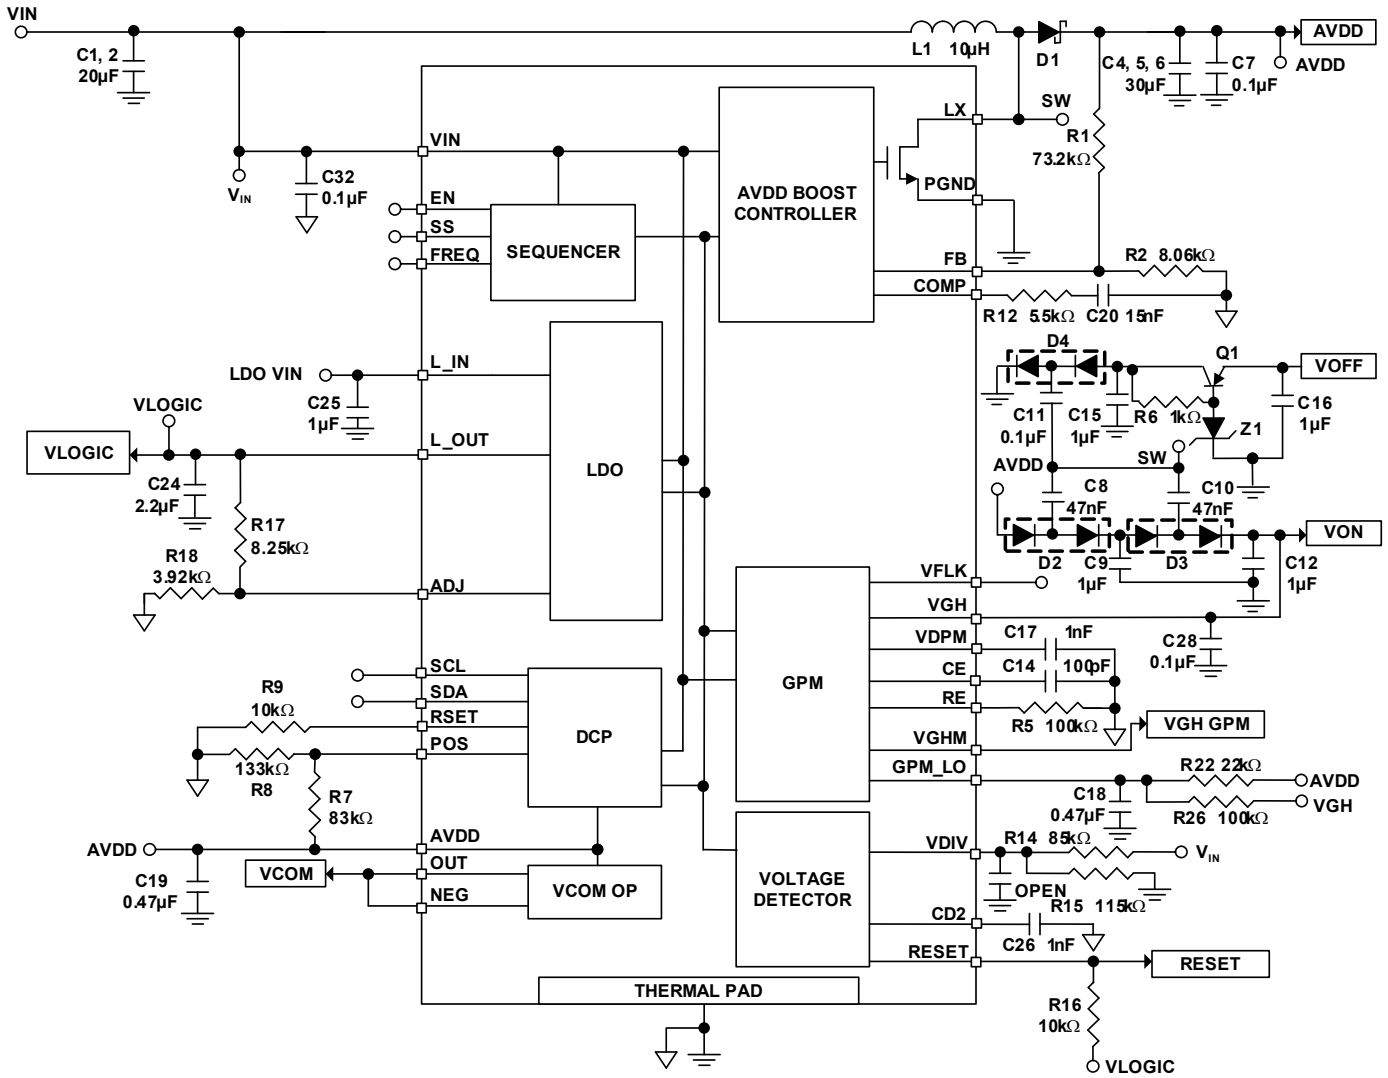 VIN
C1, 2
20µF
L1 10µH
D1
C4, 5, 6
30µF
C7
0.1µF
AVDD
AVDD
VIN
C32
0.1µF
VIN
EN
SS
FREQ
SEQUENCER
AVDD BOOST
CONTROLLER
LX
PGND
FB
COMP
SW
R1
73.2kΩ
R2 8.06kΩ
R12 5.5kΩ
C20 15nF
LDO VIN
C25
1µF
L_IN
L_OUT
ADJ
LDO
VLOGIC
VLOGIC
C24
2.2µF
R17
8.25kΩ
R18
3.92kΩ
D4
Q1
VOFF
C11
0.1µF
C15
1µF
R6 1kΩ
Z1
C16
1µF
AVDD
SW
C8
47nF
C10
47nF
D2
C9
1µF
D3
C12
1µF
VON
SCL
SDA
RSET
POS
DCP
R9
10kΩ
133kΩ
R8
R7
83kΩ
AVDD
C19
0.47µF
AVDD
OUT
NEG
VCOM
VCOM OP
GPM
VFLK
VGH
VDPM
CE
RE
VGHM
GPM_LO
C28
0.1µF
C17 1nF
C14 100pF
R5 100kΩ
VGH GPM
C18
0.47µF
R22 22kΩ
AVDD
R26 100kΩ
VGH
VOLTAGE
DETECTOR
VDIV
CD2
RESET
R14 85kΩ
VIN
OPEN
R15 115kΩ
C26 1nF
RESET
R16
10kΩ
VLOGIC
THERMAL PAD